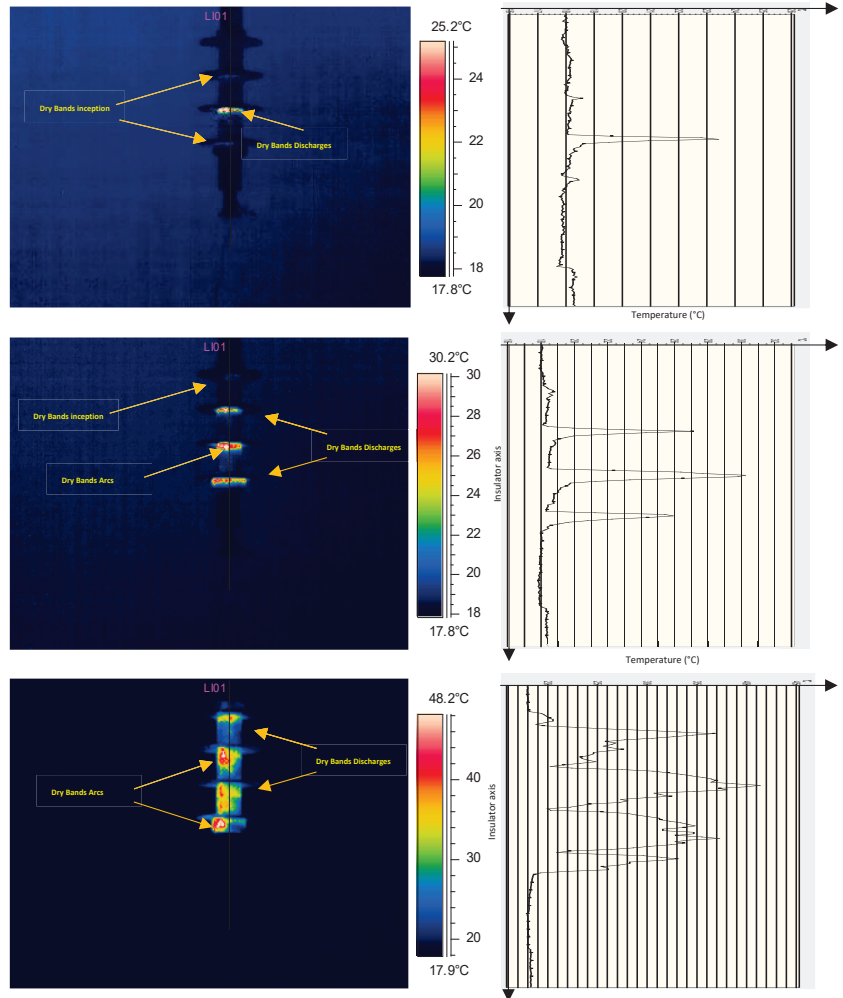 LI01
25.2°C
24
22
20
18
17.8°C
Dry Bands inception
Dry Bands Discharges
Temperature (°C)
LI01
30.2°C
30
28
26
24
22
20
18
17.8°C
Dry Bands inception
Dry Bands Discharges
Dry Bands Arcs
Insulator axis
Temperature (°C)
LI01
48.2°C
40
30
20
17.9°C
Dry Bands Discharges
Dry Bands Arcs
Insulator axis